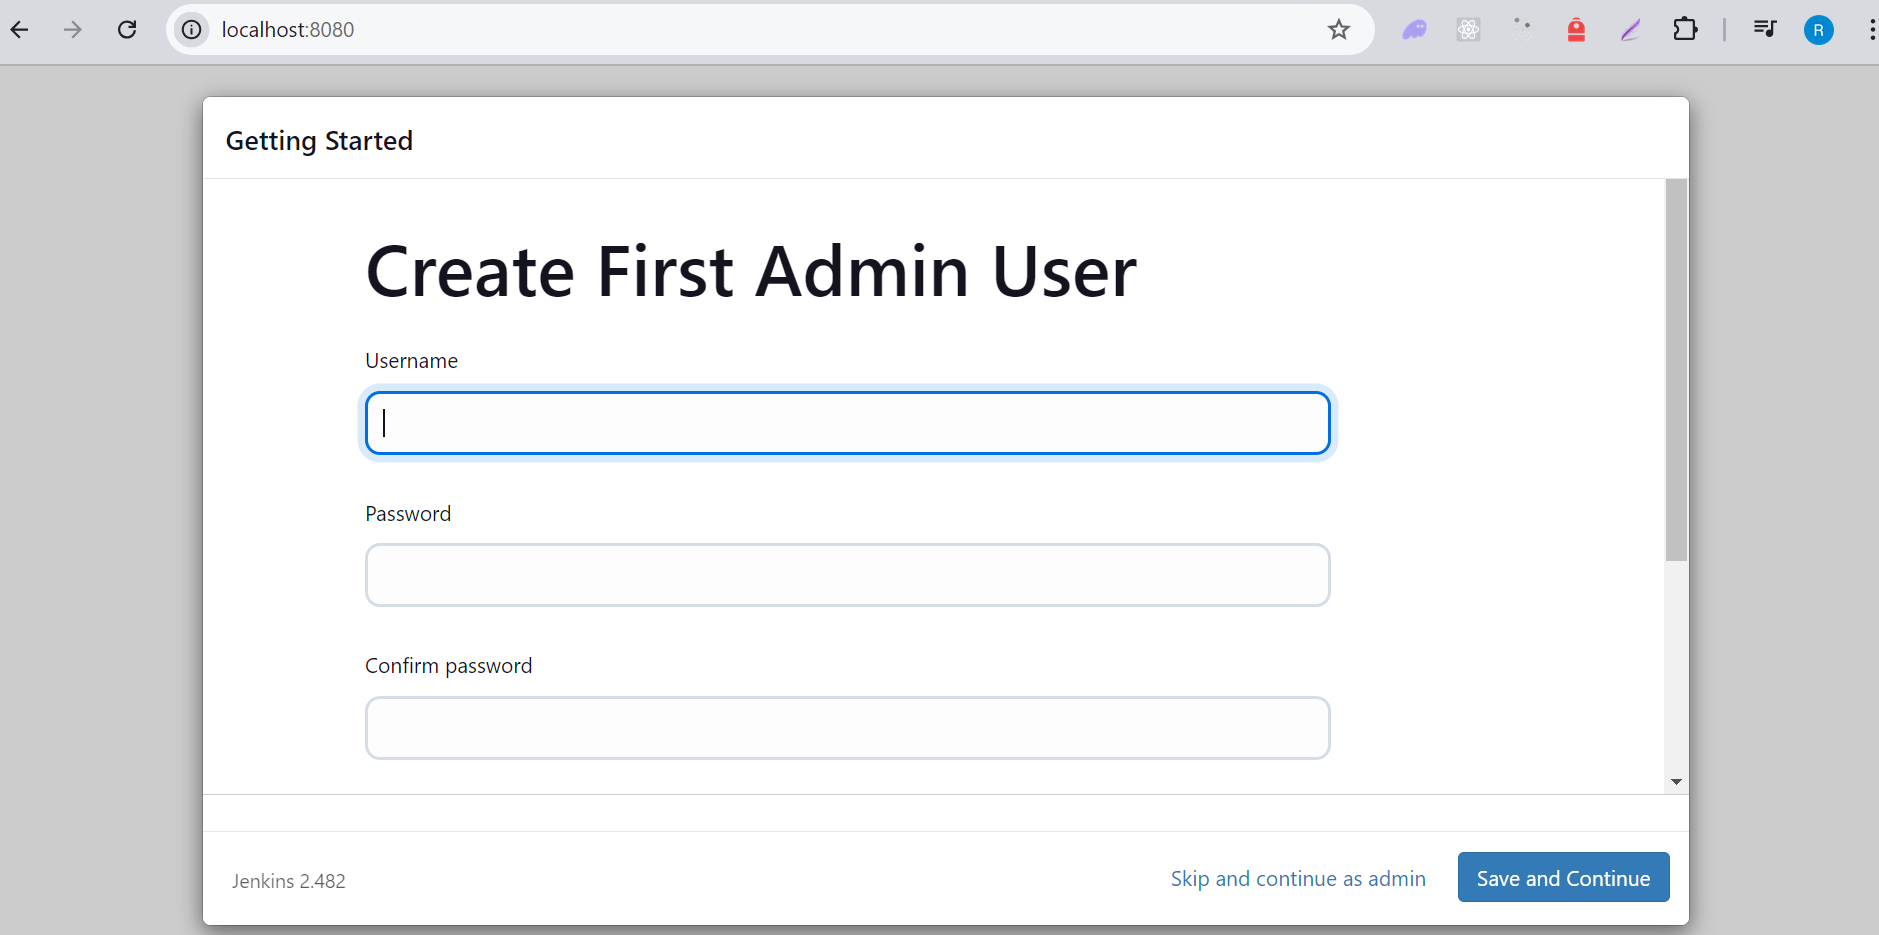 localhost:8080
R
Getting Started
Create First Admin User
Username
Password
Confirm password
Jenkins 2.482
Skip and continue as admin
Save and Continue